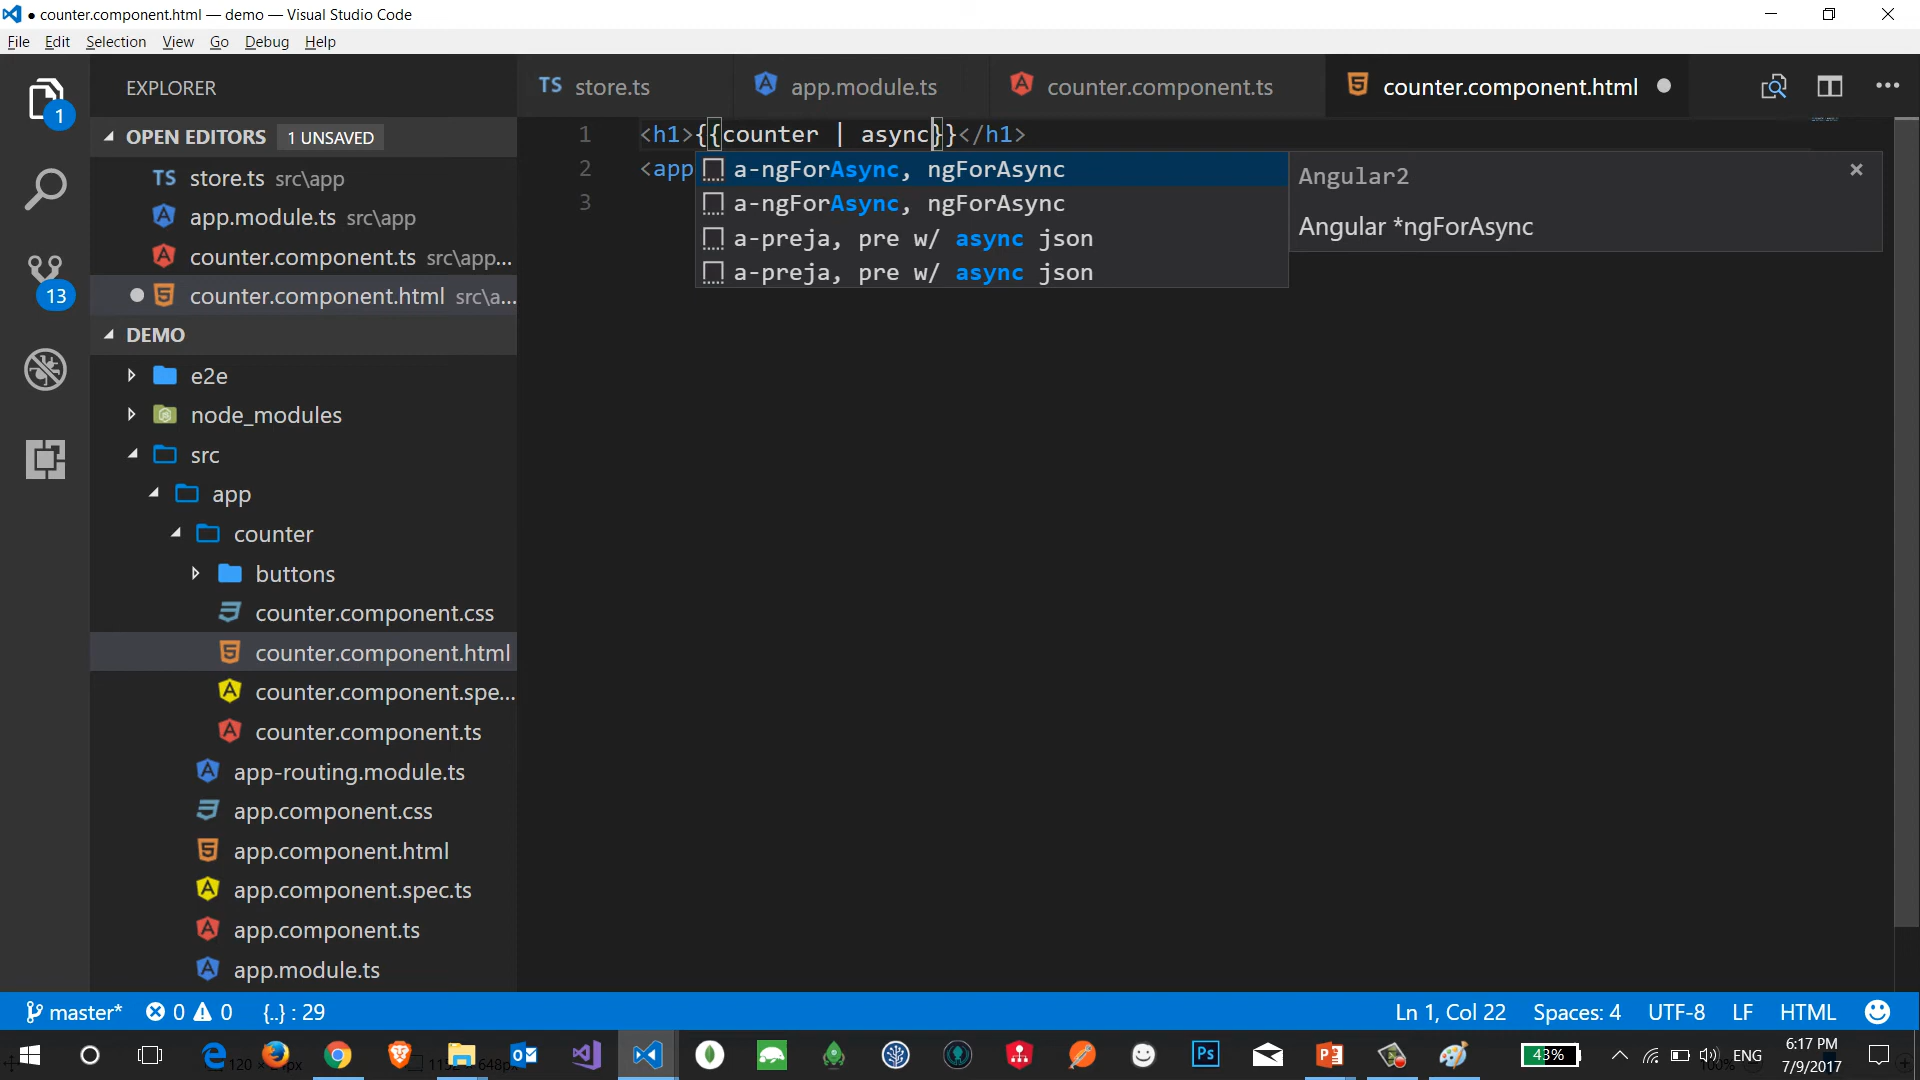 ● counter.component.html — demo — Visual Studio Code
File Edit Selection View Go Debug Help
EXPLORER
TS store.ts
app.module.ts
counter.component.ts
counter.component.html
1
OPEN EDITORS 1 UNSAVED
TS store.ts src\app
app.module.ts src\app
counter.component.ts src\app...
counter.component.html src\a...
13
DEMO
e2e
node_modules
src
app
counter
buttons
counter.component.css
counter.component.html
counter.component.spe...
counter.component.ts
app-routing.module.ts
app.component.css
app.component.html
app.component.spec.ts
app.component.ts
app.module.ts
1 <h1>{{counter | async}}</h1>
2 <app
3
a-ngForAsync, ngForAsync
a-ngForAsync, ngForAsync
a-preja, pre w/ async json
a-preja, pre w/ async json
Angular2
Angular *ngForAsync
master* 0 0 {..} : 29
Ln 1, Col 22 Spaces: 4 UTF-8 LF HTML
43% ENG
6:17 PM
7/9/2017
100%